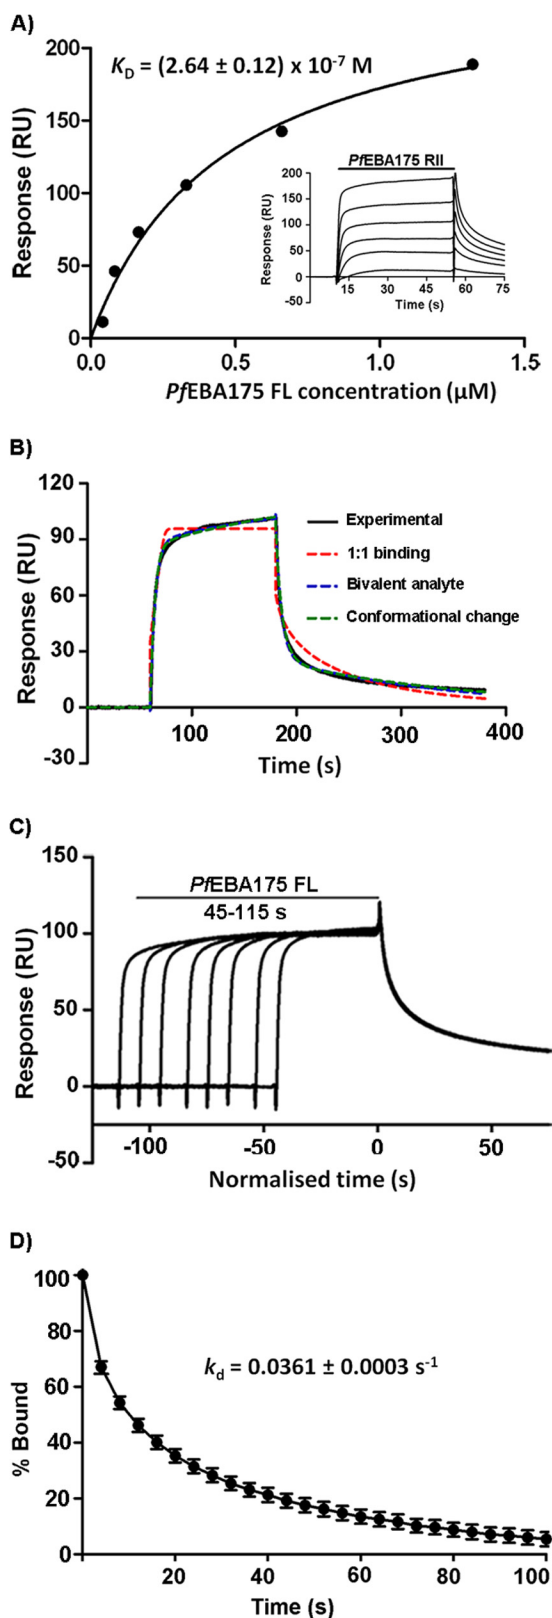 A)
K_D = (2.64 ± 0.12) x 10⁻⁷ M
Response (RU)
200
150
100
50
0
0.0 0.5 1.0 1.5
PfEBA175 FL concentration (µM)
PfEBA175 RII
Response (RU)
200
150
100
50
0
-50
15 30 45 60 75
Time (s)
B)
Response (RU)
120
90
60
30
0
-30
100 200 300 400
Time (s)
Experimental
1:1 binding
Bivalent analyte
Conformational change
C)
Response (RU)
150
100
50
0
-50
PfEBA175 FL
45-115 s
-100 -50 0 50
Normalised time (s)
D)
% Bound
100
80
60
40
20
0
k_d = 0.0361 ± 0.0003 s⁻¹
20 40 60 80 100
Time (s)